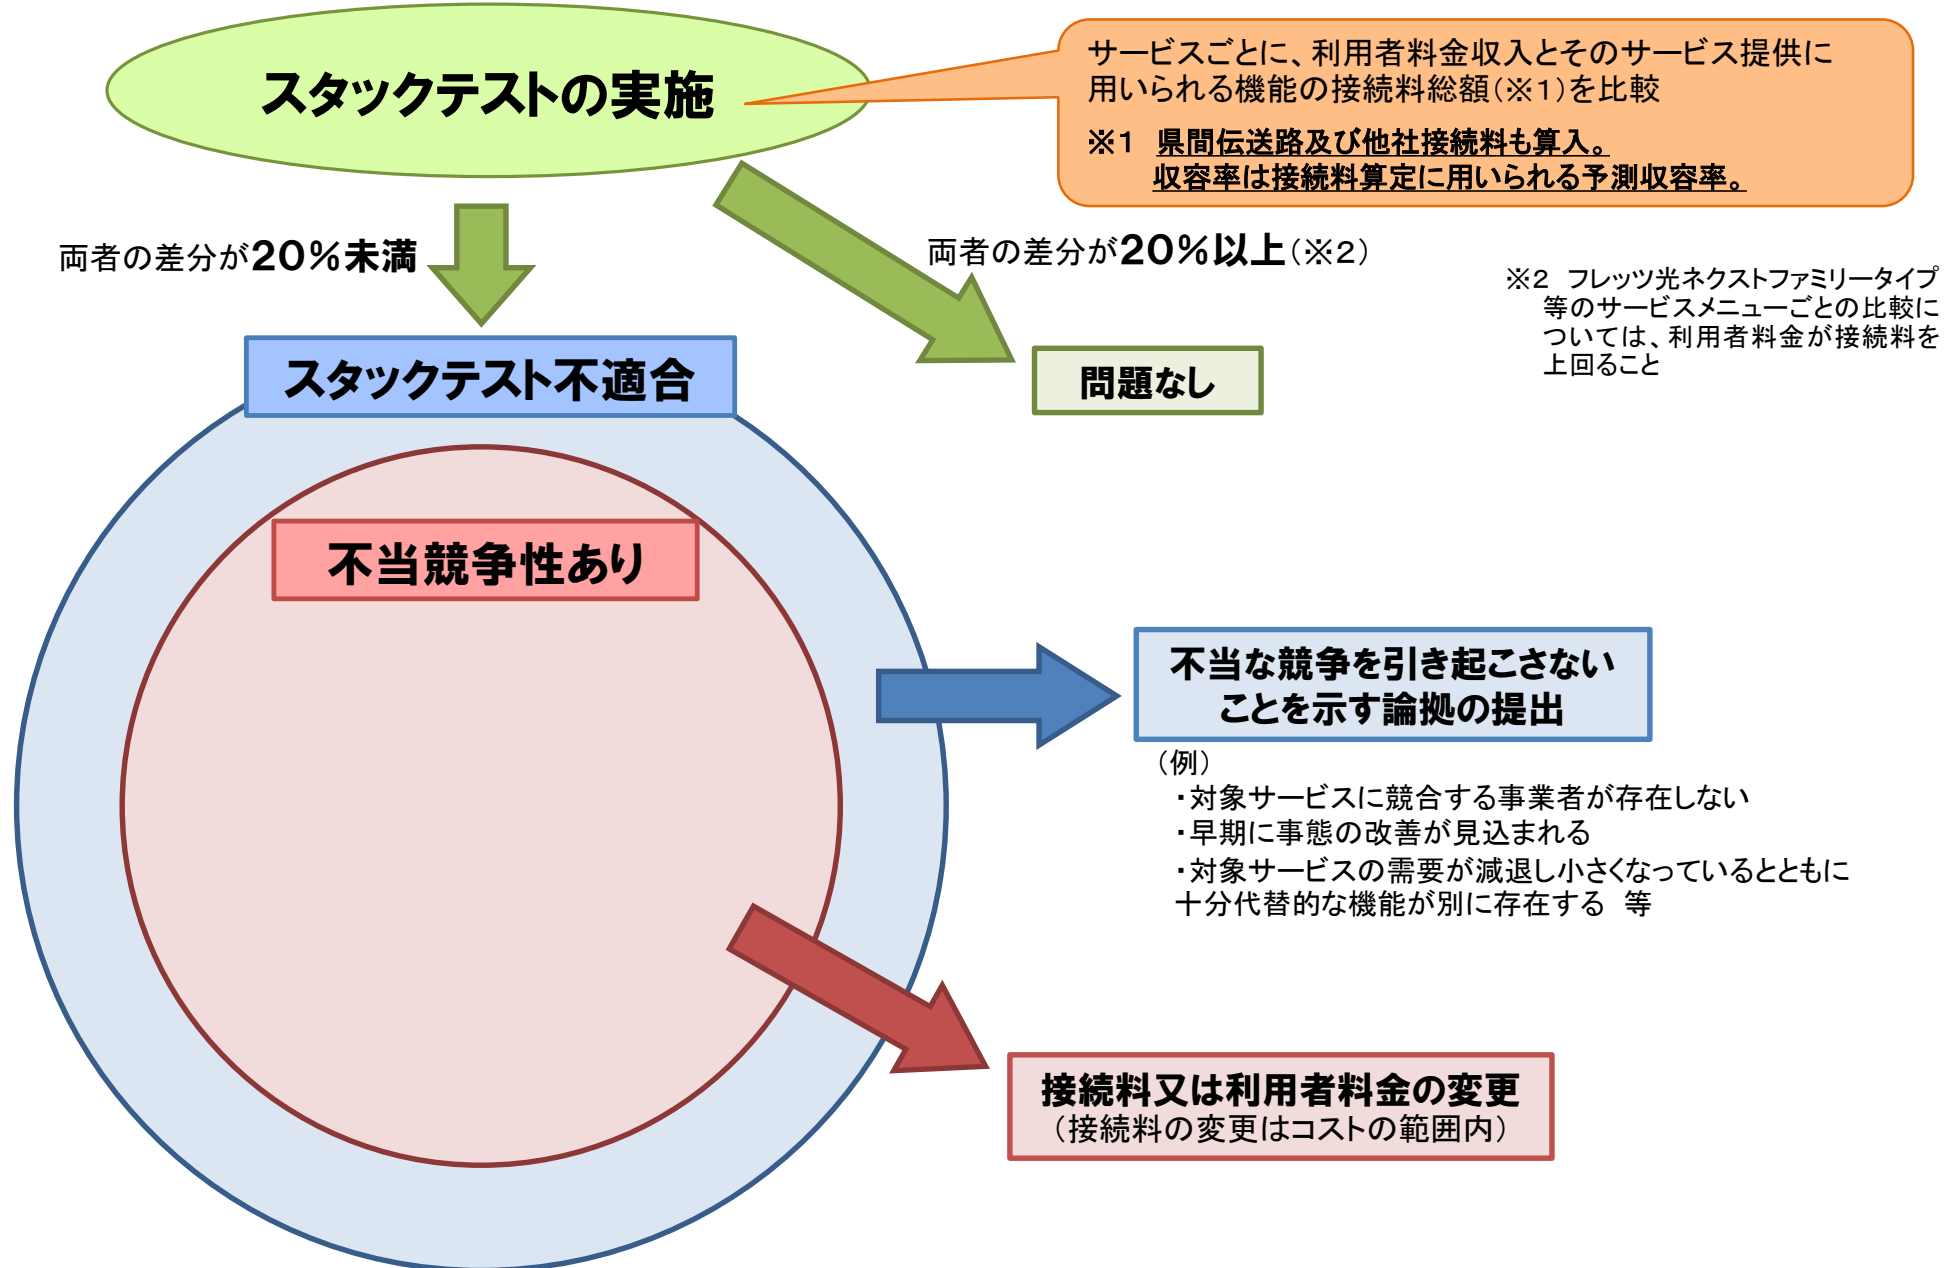 スタックテストの実施
サービスごとに、利用者料金収入とそのサービス提供に
用いられる機能の接続料総額(※1)を比較
※1 県間伝送路及び他社接続料も算入。
収容率は接続料算定に用いられる予測収容率。
両者の差分が20%未満
両者の差分が20%以上(※2)
※2 フレッツ光ネクストファミリータイプ
等のサービスメニューごとの比較に
ついては、利用者料金が接続料を
上回ること
スタックテスト不適合
問題なし
不当競争性あり
不当な競争を引き起こさない
ことを示す論拠の提出
(例)
・対象サービスに競合する事業者が存在しない
・早期に事態の改善が見込まれる
・対象サービスの需要が減退し小さくなっているとともに
十分代替的な機能が別に存在する 等
接続料又は利用者料金の変更
(接続料の変更はコストの範囲内)